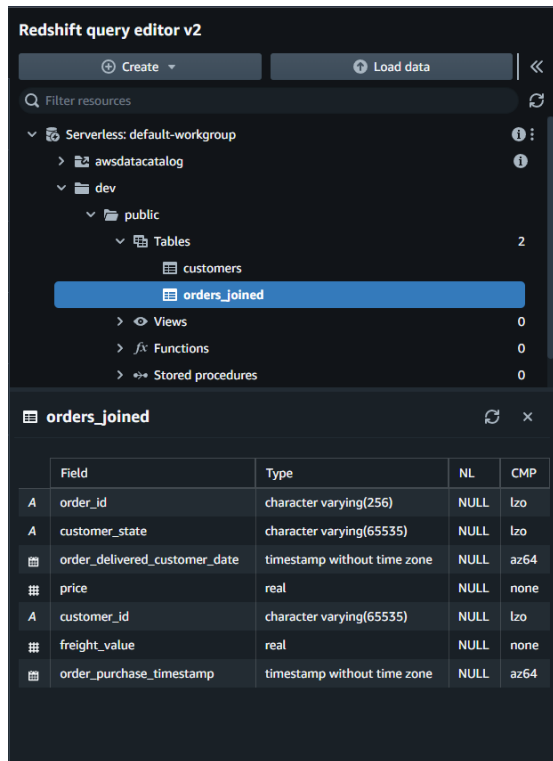 Redshift query editor v2
Create
Load data
Filter resources
Serverless: default-workgroup
awsdatacatalog
dev
public
Tables 2
customers
orders_joined
Views 0
fx Functions 0
Stored procedures 0
orders_joined
Field Type NL CMP
A order_id character varying(256) NULL lzo
A customer_state character varying(65535) NULL lzo
order_delivered_customer_date timestamp without time zone NULL az64
price real NULL none
A customer_id character varying(65535) NULL lzo
freight_value real NULL none
order_purchase_timestamp timestamp without time zone NULL az64